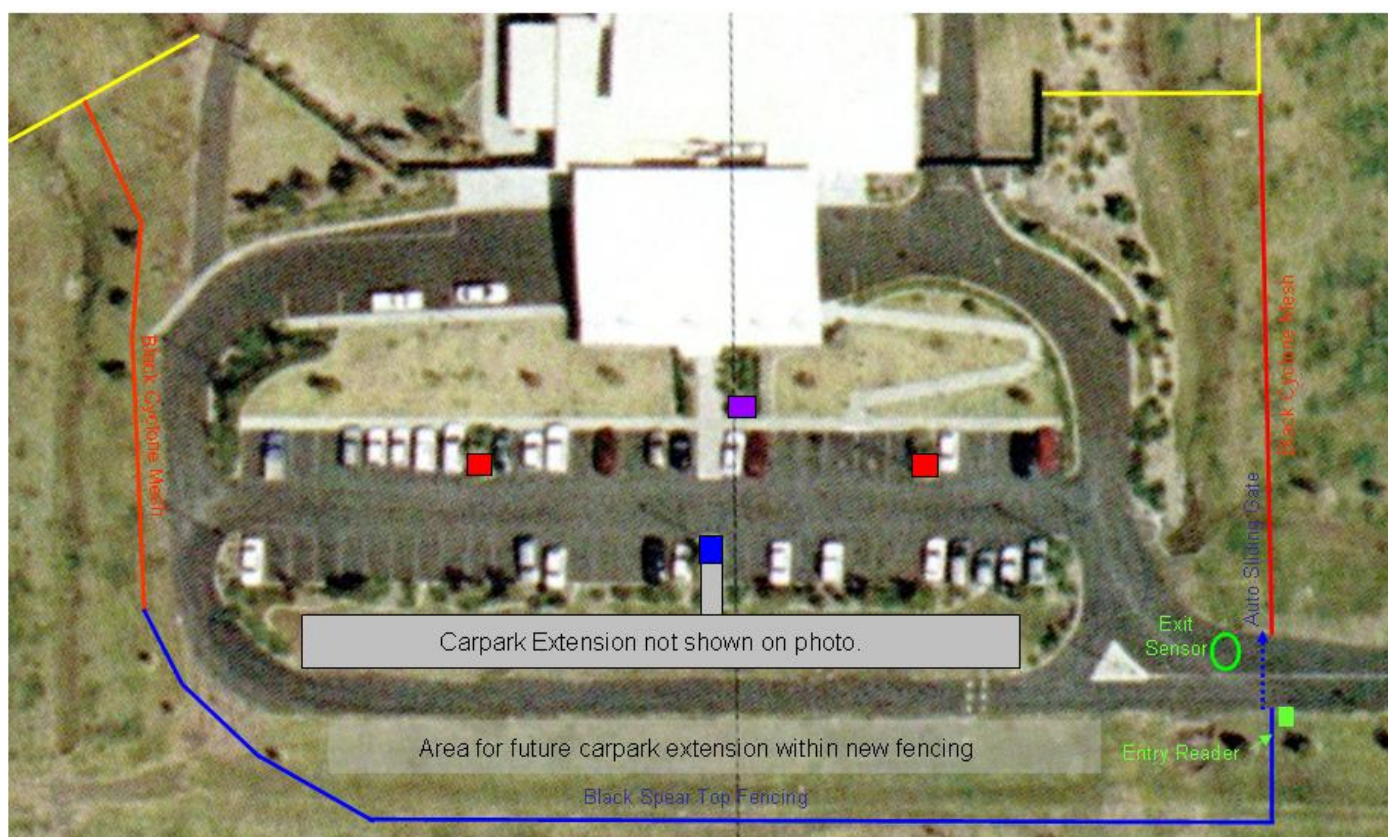 Black Cyclone Mesh
Black Cyclone Mesh
Auto Sliding Gate
Exit
Sensor
Carpark Extension not shown on photo.
Area for future carpark extension within new fencing
Entry Reader
Black Spear Top Fencing